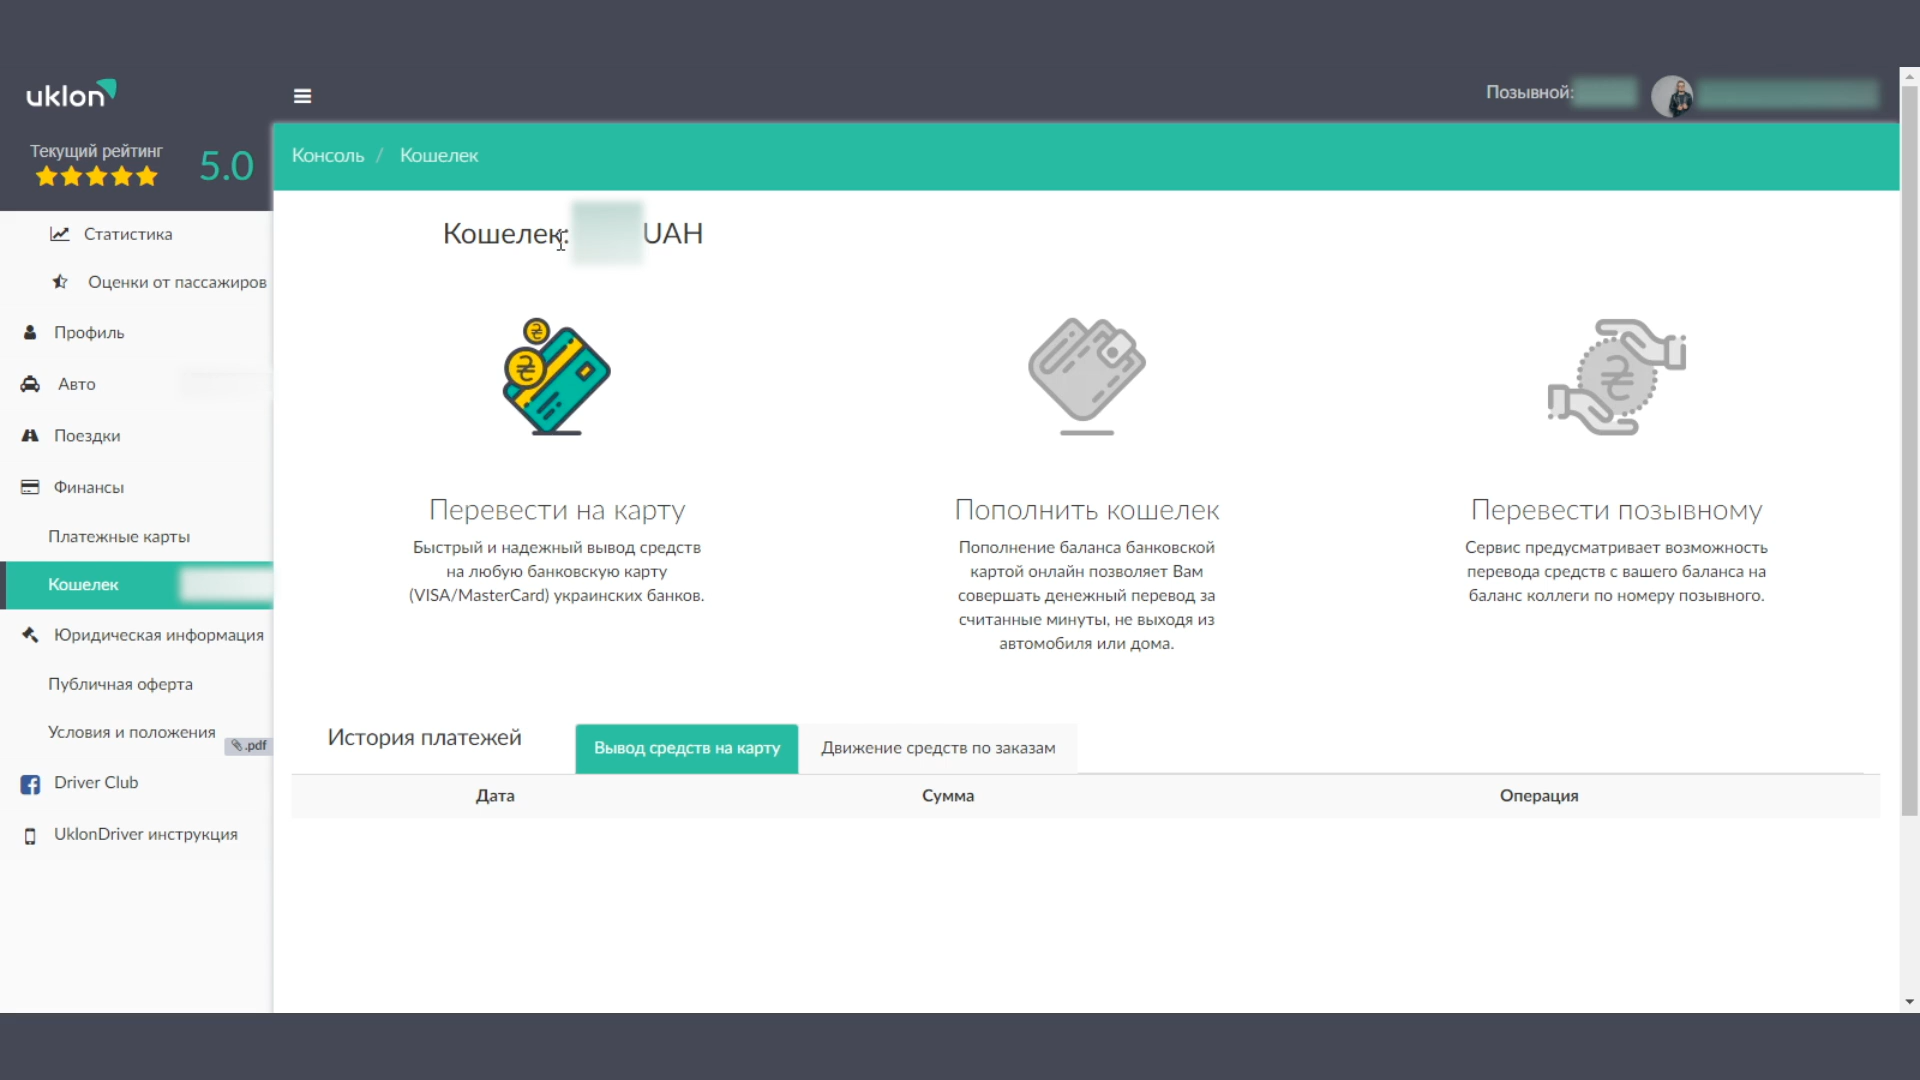 uklon
Позывной:
Текущий рейтинг
5.0
Консоль / Кошелек
Кошелек: UAH
Статистика
Оценки от пассажиров
Профиль
Авто
Поездки
Финансы
Платежные карты
Кошелек
Юридическая информация
Публичная оферта
Условия и положения
.pdf
Driver Club
UklonDriver инструкция
Перевести на карту
Быстрый и надежный вывод средств
на любую банковскую карту
(VISA/MasterCard) украинских банков.
Пополнить кошелек
Пополнение баланса банковской
картой онлайн позволяет Вам
совершать денежный перевод за
считанные минуты, не выходя из
автомобиля или дома.
Перевести позывному
Сервис предусматривает возможность
перевода средств с вашего баланса на
баланс коллеги по номеру позывного.
История платежей
Вывод средств на карту
Движение средств по заказам
Дата Сумма Операция